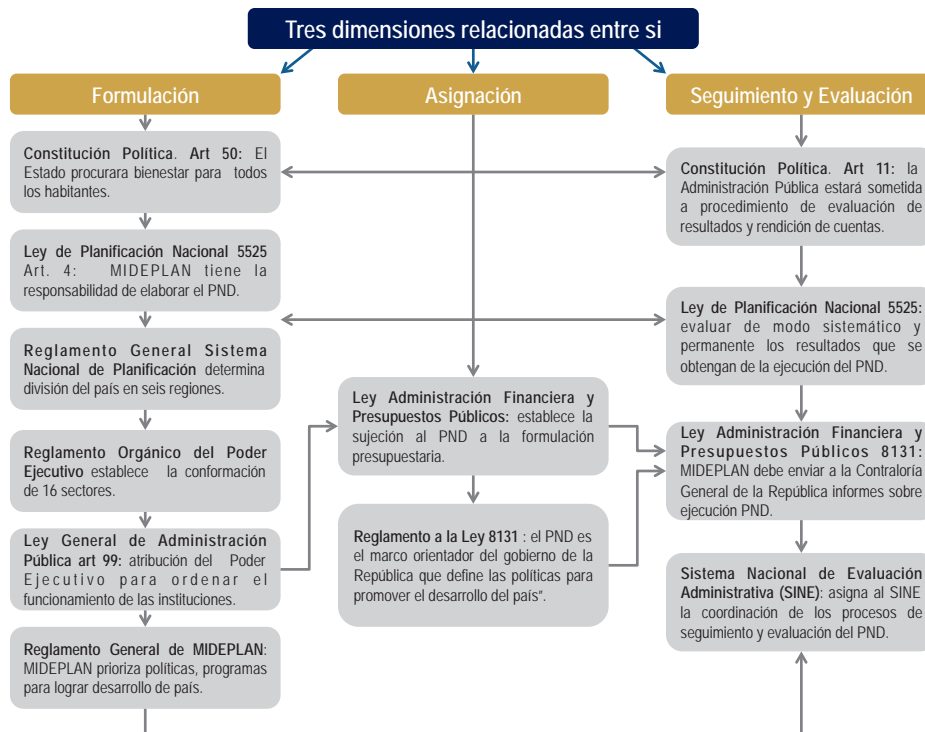 Tres dimensiones relacionadas entre si
Formulación
Constitución Política. Art 50: El
Estado procurara bienestar para todos
los habitantes.
Ley de Planificación Nacional 5525
Art. 4: MIDEPLAN tiene la
responsabilidad de elaborar el PND.
Reglamento General Sistema
Nacional de Planificación determina
división del país en seis regiones.
Reglamento Orgánico del Poder
Ejecutivo establece la conformación
de 16 sectores.
Ley General de Administración
Pública art 99: atribución del Poder
Ejecutivo para ordenar el
funcionamiento de las instituciones.
Reglamento General de MIDEPLAN:
MIDEPLAN prioriza políticas, programas
para lograr desarrollo de país.
Asignación
Ley Administración Financiera y
Presupuestos Públicos: establece la
sujeción al PND a la formulación
presupuestaria.
Reglamento a la Ley 8131 : el PND es
el marco orientador del gobierno de la
República que define las políticas para
promover el desarrollo del país”.
Seguimiento y Evaluación
Constitución Política. Art 11: la
Administración Pública estará sometida
a procedimiento de evaluación de
resultados y rendición de cuentas.
Ley de Planificación Nacional 5525:
evaluar de modo sistemático y
permanente los resultados que se
obtengan de la ejecución del PND.
Ley Administración Financiera y
Presupuestos Públicos 8131:
MIDEPLAN debe enviar a la Contraloría
General de la República informes sobre
ejecución PND.
Sistema Nacional de Evaluación
Administrativa (SINE): asigna al SINE
la coordinación de los procesos de
seguimiento y evaluación del PND.